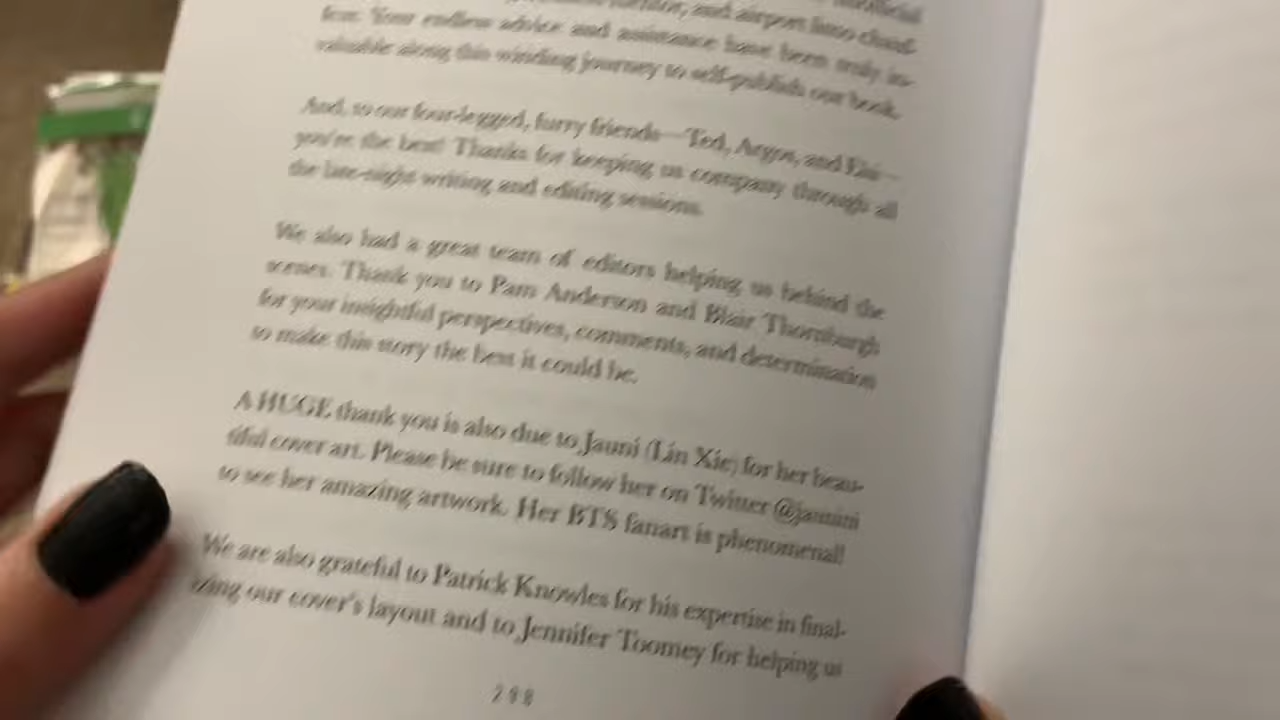 and airport limo chauf-
feur. Your endless advice and assistance have been truly in-
valuable along this winding journey to self-publish our book.
And, to our four-legged, furry friends—Ted, Argos, and
you're the best! Thanks for keeping us company through all
the late-night writing and editing sessions.
We also had a great team of editors helping us behind the
scenes. Thank you to Pam Anderson and Blair Thornburgh
for your insightful perspectives, comments, and determination
to make this story the best it could be.
A HUGE thank you is also due to Jauni (Lin Xie) for her beau-
tiful cover art. Please be sure to follow her on Twitter
to see her amazing artwork. Her BTS fanart is phenomenal!
We are also grateful to Patrick Knowles for his expertise in final-
izing our cover's layout and to Jennifer Toomey for helping us